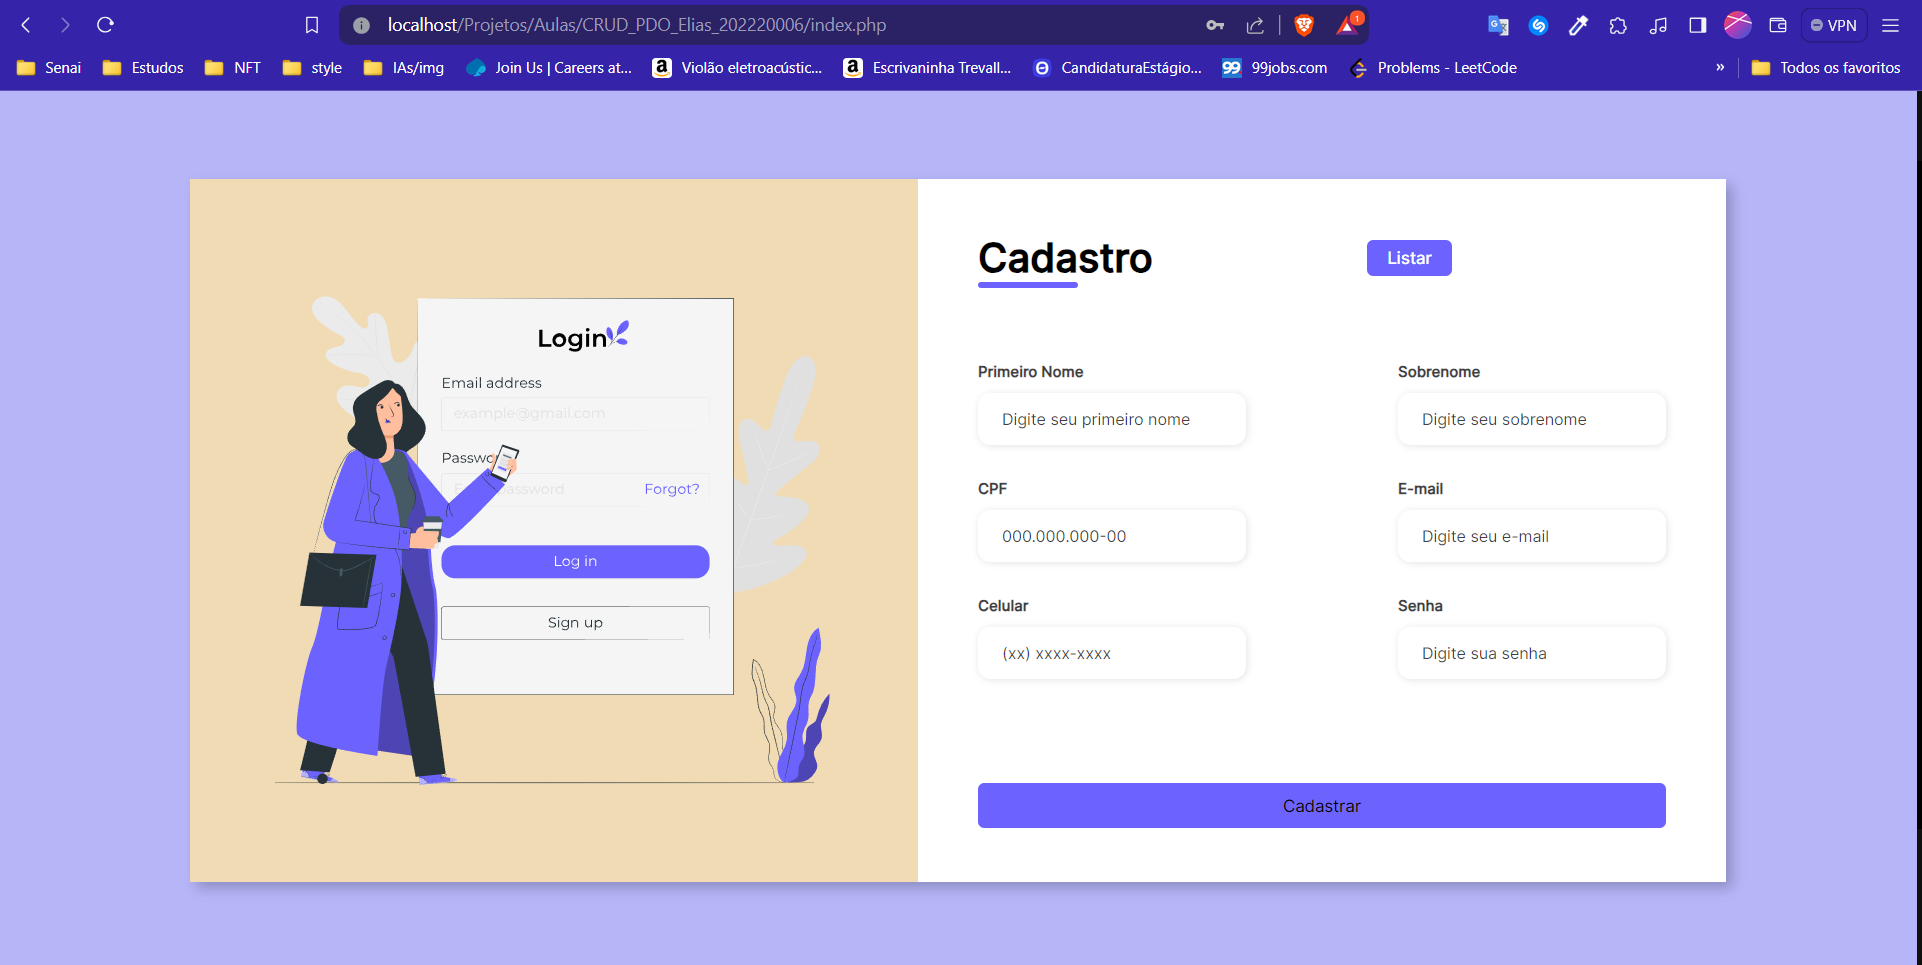 localhost/Projetos/Aulas/CRUD_PDO_Elias_202220006/index.php
1
VPN
Senai
Estudos
NFT
style
IAs/img
Join Us | Careers at...
Violão eletroacústic...
Escrivaninha Trevall...
CandidaturaEstágio...
99
99jobs.com
Problems - LeetCode
»
Todos os favoritos
Login
Email address
example@gmail.com
Passwo
password
Forgot?
Log in
Sign up
Cadastro
Listar
Primeiro Nome
Sobrenome
Digite seu primeiro nome
Digite seu sobrenome
CPF
E-mail
000.000.000-00
Digite seu e-mail
Celular
Senha
(xx) xxxx-xxxx
Digite sua senha
Cadastrar